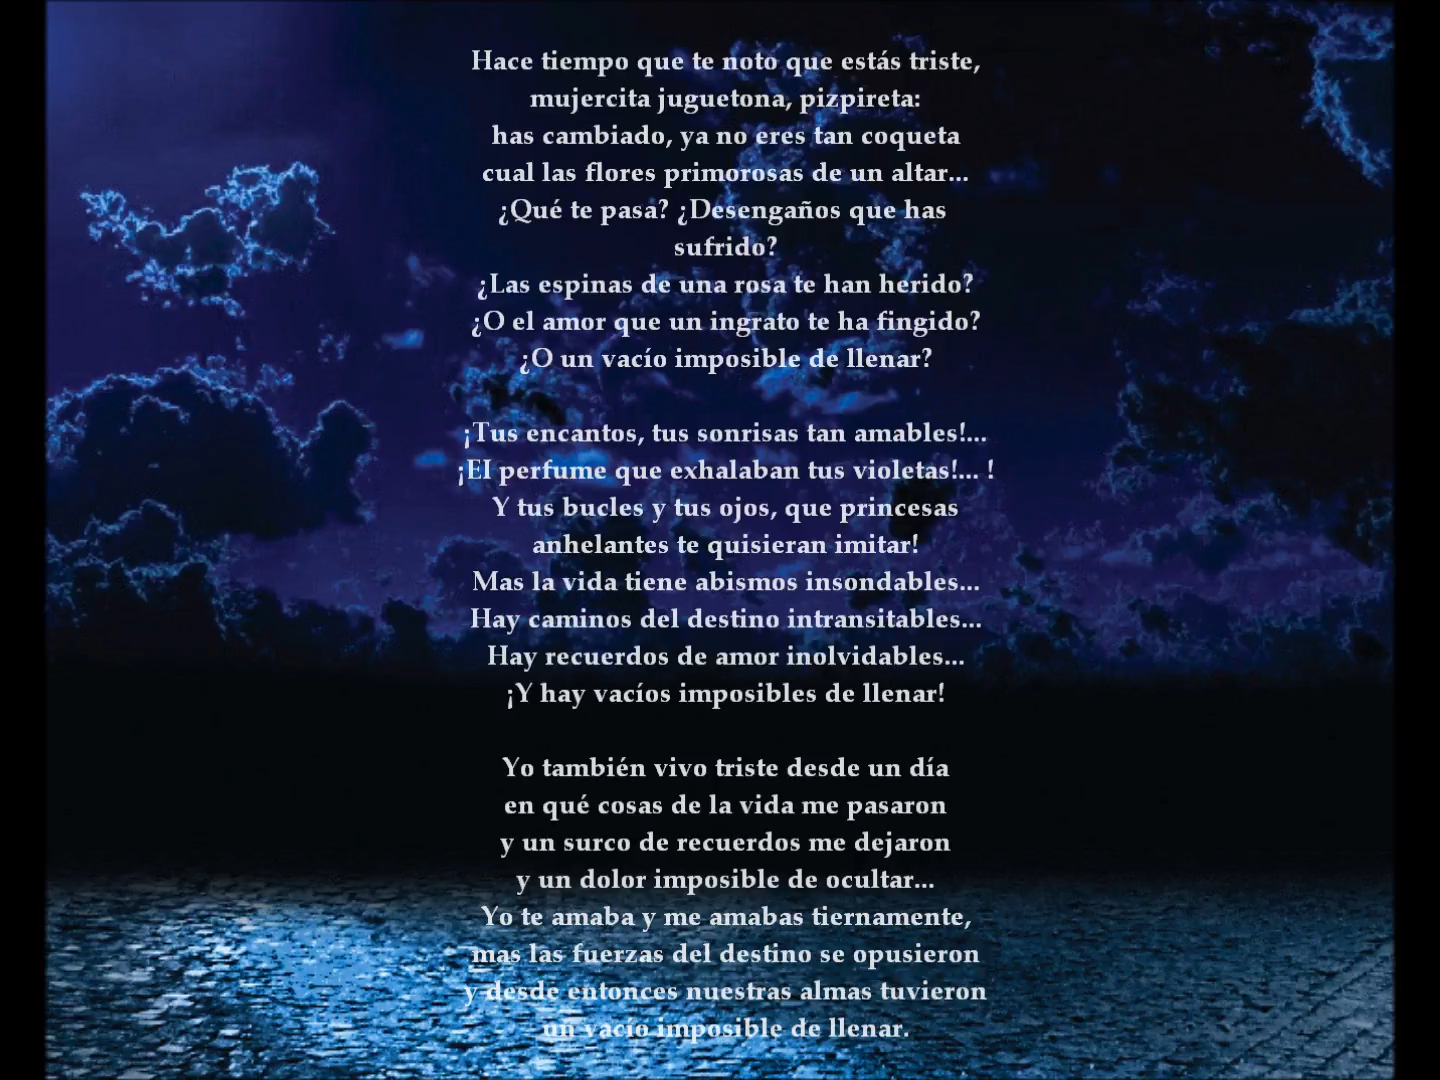 Hace tiempo que te noto que estás triste,
mujercita juguetona, pizpireta:
has cambiado, ya no eres tan coqueta
cual las flores primorosas de un altar...
¿Qué te pasa? ¿Desengaños que has
sufrido?
¿Las espinas de una rosa te han herido?
¿O el amor que un ingrato te ha fingido?
¿O un vacío imposible de llenar?
¡Tus encantos, tus sonrisas tan amables!...
¡EI perfume que exhalaban tus violetas!... !
Y tus bucles y tus ojos, que princesas
anhelantes te quisieran imitar!
Mas la vida tiene abismos insondables...
Hay caminos del destino intransitables...
Hay recuerdos de amor inolvidables...
¡Y hay vacíos imposibles de llenar!
Yo también vivo triste desde un día
en qué cosas de la vida me pasaron
y un surco de recuerdos me dejaron
y un dolor imposible de ocultar...
Yo te amaba y me amabas tiernamente,
mas las fuerzas del destino se opusieron
y desde entonces nuestras almas tuvieron
un vacío imposible de llenar.